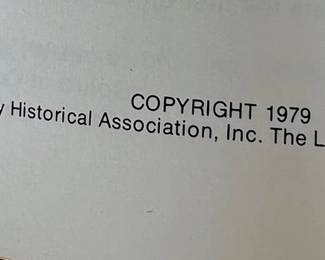 COPYRIGHT 1979
y Historical Association, Inc. The L